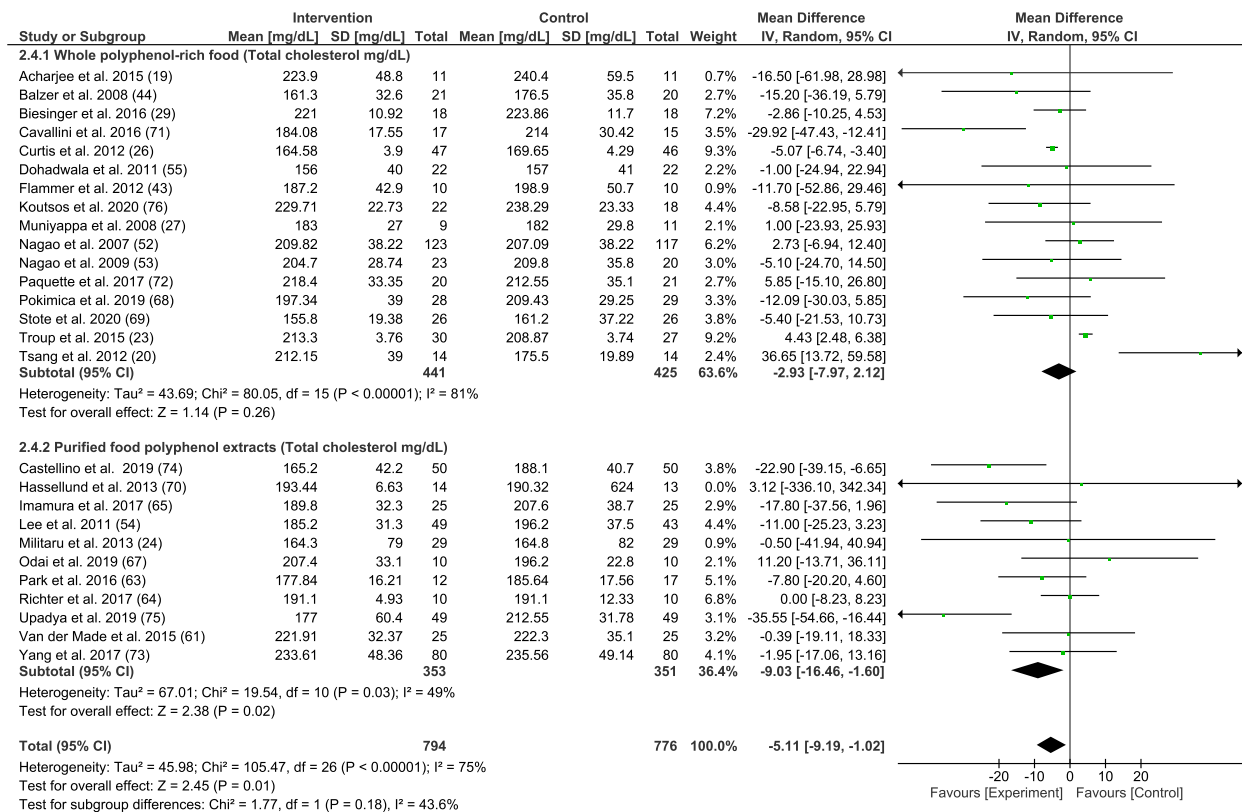 Intervention Control Mean Difference Mean Difference
Study or Subgroup Mean [mg/dL] SD [mg/dL] Total Mean [mg/dL] SD [mg/dL] Total Weight IV, Random, 95% CI IV, Random, 95% CI
2.4.1 Whole polyphenol-rich food (Total cholesterol mg/dL)
Acharjee et al. 2015 (19) 223.9 48.8 11 240.4 59.5 11 0.7% -16.50 [-61.98, 28.98]
Balzer et al. 2008 (44) 161.3 32.6 21 176.5 35.8 20 2.7% -15.20 [-36.19, 5.79]
Biesinger et al. 2016 (29) 221 10.92 18 223.86 11.7 18 7.2% -2.86 [-10.25, 4.53]
Cavallini et al. 2016 (71) 184.08 17.55 17 214 30.42 15 3.5% -29.92 [-47.43, -12.41]
Curtis et al. 2012 (26) 164.58 3.9 47 169.65 4.29 46 9.3% -5.07 [-6.74, -3.40]
Dohadwala et al. 2011 (55) 156 40 22 157 41 22 2.2% -1.00 [-24.94, 22.94]
Flammer et al. 2012 (43) 187.2 42.9 10 198.9 50.7 10 0.9% -11.70 [-52.86, 29.46]
Koutsos et al. 2020 (76) 229.71 22.73 22 238.29 23.33 18 4.4% -8.58 [-22.95, 5.79]
Muniyappa et al. 2008 (27) 183 27 9 182 29.8 11 2.1% 1.00 [-23.93, 25.93]
Nagao et al. 2007 (52) 209.82 38.22 123 207.09 38.22 117 6.2% 2.73 [-6.94, 12.40]
Nagao et al. 2009 (53) 204.7 28.74 23 209.8 35.8 20 3.0% -5.10 [-24.70, 14.50]
Paquette et al. 2017 (72) 218.4 33.35 20 212.55 35.1 21 2.7% 5.85 [-15.10, 26.80]
Pokimica et al. 2019 (68) 197.34 39 28 209.43 29.25 29 3.3% -12.09 [-30.03, 5.85]
Stote et al. 2020 (69) 155.8 19.38 26 161.2 37.22 26 3.8% -5.40 [-21.53, 10.73]
Troup et al. 2015 (23) 213.3 3.76 30 208.87 3.74 27 9.2% 4.43 [2.48, 6.38]
Tsang et al. 2012 (20) 212.15 39 14 175.5 19.89 14 2.4% 36.65 [13.72, 59.58]
Subtotal (95% CI) 441 425 63.6% -2.93 [-7.97, 2.12]
Heterogeneity: Tau² = 43.69; Chi² = 80.05, df = 15 (P < 0.00001); I² = 81%
Test for overall effect: Z = 1.14 (P = 0.26)
2.4.2 Purified food polyphenol extracts (Total cholesterol mg/dL)
Castellino et al. 2019 (74) 165.2 42.2 50 188.1 40.7 50 3.8% -22.90 [-39.15, -6.65]
Hassellund et al. 2013 (70) 193.44 6.63 14 190.32 624 13 0.0% 3.12 [-336.10, 342.34]
Imamura et al. 2017 (65) 189.8 32.3 25 207.6 38.7 25 2.9% -17.80 [-37.56, 1.96]
Lee et al. 2011 (54) 185.2 31.3 49 196.2 37.5 43 4.4% -11.00 [-25.23, 3.23]
Militaru et al. 2013 (24) 164.3 79 29 164.8 82 29 0.9% -0.50 [-41.94, 40.94]
Odai et al. 2019 (67) 207.4 33.1 10 196.2 22.8 10 2.1% 11.20 [-13.71, 36.11]
Park et al. 2016 (63) 177.84 16.21 12 185.64 17.56 17 5.1% -7.80 [-20.20, 4.60]
Richter et al. 2017 (64) 191.1 4.93 10 191.1 12.33 10 6.8% 0.00 [-8.23, 8.23]
Upadya et al. 2019 (75) 177 60.4 49 212.55 31.78 49 3.1% -35.55 [-54.66, -16.44]
Van der Made et al. 2015 (61) 221.91 32.37 25 222.3 35.1 25 3.2% -0.39 [-19.11, 18.33]
Yang et al. 2017 (73) 233.61 48.36 80 235.56 49.14 80 4.1% -1.95 [-17.06, 13.16]
Subtotal (95% CI) 353 351 36.4% -9.03 [-16.46, -1.60]
Heterogeneity: Tau² = 67.01; Chi² = 19.54, df = 10 (P = 0.03); I² = 49%
Test for overall effect: Z = 2.38 (P = 0.02)
Total (95% CI) 794 776 100.0% -5.11 [-9.19, -1.02]
Heterogeneity: Tau² = 45.98; Chi² = 105.47, df = 26 (P < 0.00001); I² = 75%
Test for overall effect: Z = 2.45 (P = 0.01)
Test for subgroup differences: Chi² = 1.77, df = 1 (P = 0.18), I² = 43.6%
-20 -10 0 10 20
Favours [Experiment] Favours [Control]